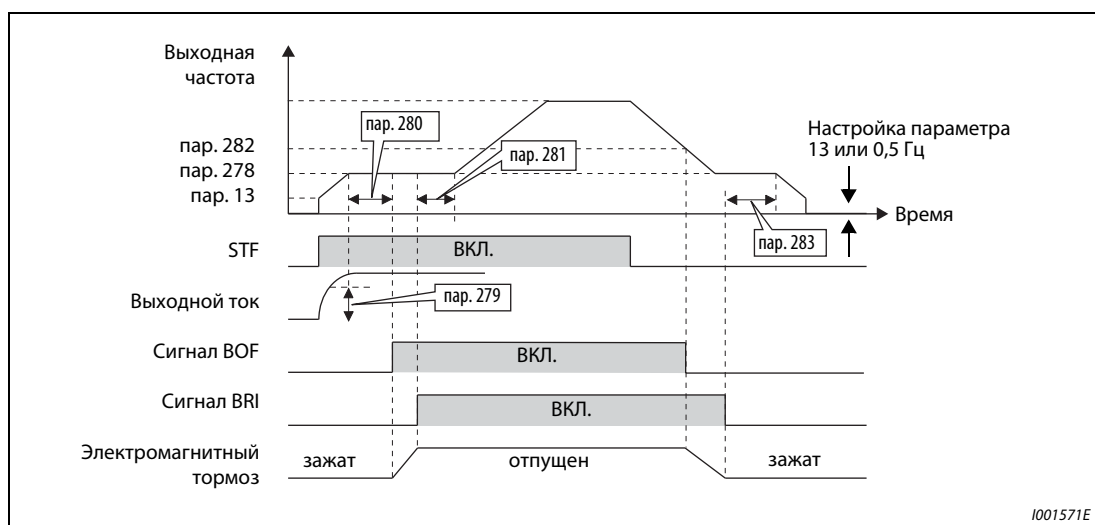 Выходная
частота
пар. 280
пар. 282
пар. 281
пар. 278
пар. 13
Настройка параметра
13 или 0,5 Гц
Время
пар. 283
STF
ВКЛ.
Выходной ток
пар. 279
Сигнал BOF
ВКЛ.
Сигнал BRI
ВКЛ.
Электромагнитный
тормоз
зажат
отпущен
зажат
I001571E